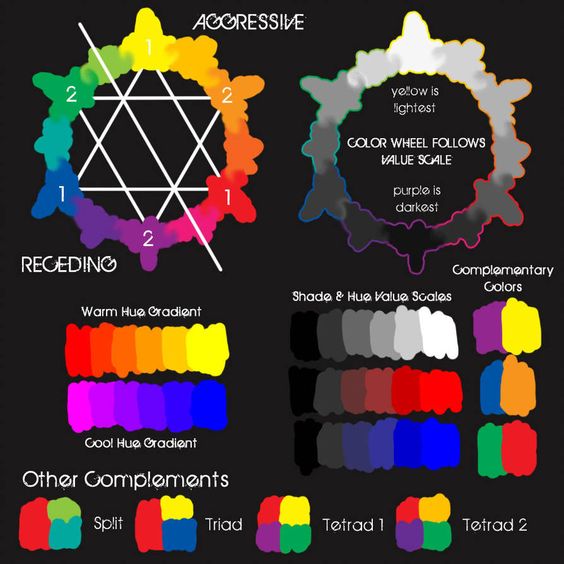 AGGRESSIVE
1
2
2
1
1
2
RECEDING
yellow is
lightest
COLOR WHEEL FOLLOWS
VALUE SCALE
purple is
darkest
Warm Hue Gradient
Cool Hue Gradient
Shade & Hue Value Scales
Complementary
Colors
Other Complements
Split
Triad
Tetrad 1
Tetrad 2